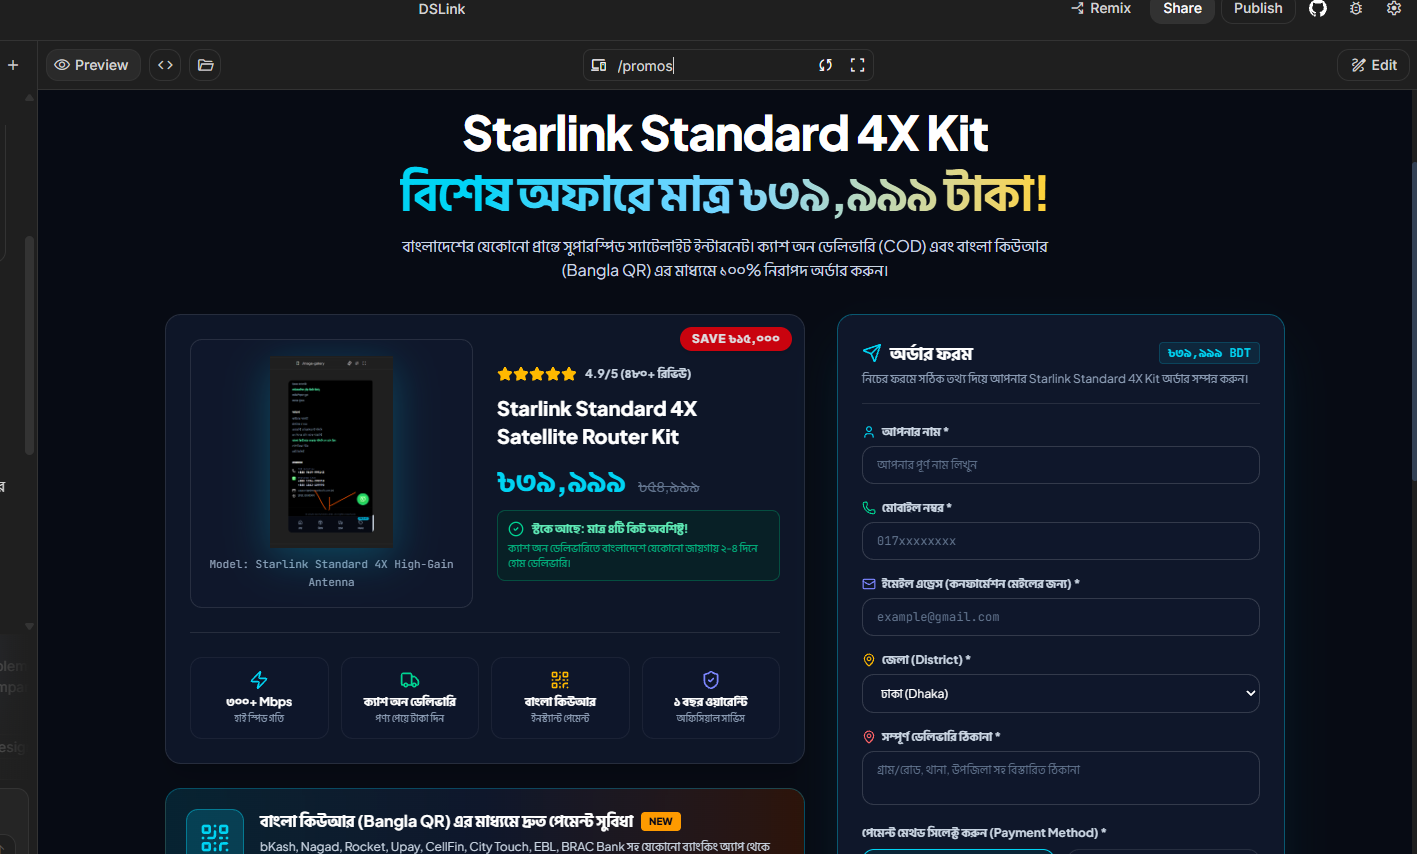 DSLink
Remix
Share
Publish
Preview
/promos
Edit
Starlink Standard 4X Kit
বিশেষ অফারে মাত্র ৳৩৯,৯৯৯ টাকা!
বাংলাদেশের যেকোনো প্রান্তে সুপারস্পিড স্যাটেলাইট ইন্টারনেট। ক্যাশ অন ডেলিভারি (COD) এবং বাংলা কিউআর
(Bangla QR) এর মাধ্যমে ১০০% নিরাপদ অর্ডার করুন।
SAVE ৳১৫,০০০
4.9/5 (৪৮০+ রিভিউ)
Starlink Standard 4X
Satellite Router Kit
৳৩৯,৯৯৯ ৳৫৪,৯৯৯
স্টকে আছে: মাত্র ৪টি কিট অবশিষ্ট!
ক্যাশ অন ডেলিভারিতে বাংলাদেশে যেকোনো জায়গায় ২-৪ দিনে
হোম ডেলিভারি।
Model: Starlink Standard 4X High-Gain
Antenna
৩০০+ Mbps
হাই স্পিড গতি
ক্যাশ অন ডেলিভারি
পণ্য পেয়ে টাকা দিন
বাংলা কিউআর
ইনস্ট্যান্ট পেমেন্ট
১ বছর ওয়ারেন্টি
অফিসিয়াল সার্ভিস
বাংলা কিউআর (Bangla QR) এর মাধ্যমে দ্রুত পেমেন্ট সুবিধা NEW
bKash, Nagad, Rocket, Upay, CellFin, City Touch, EBL, BRAC Bank সহ যেকোনো ব্যাংকিং অ্যাপ থেকে
অর্ডার ফরম
৳৩৯,৯৯৯ BDT
নিচের ফরমে সঠিক তথ্য দিয়ে আপনার Starlink Standard 4X Kit অর্ডার সম্পন্ন করুন।
আপনার নাম *
আপনার পূর্ণ নাম লিখুন
মোবাইল নম্বর *
017xxxxxxxx
ইমেইল এড্রেস (কনফার্মেশন মেইলের জন্য) *
example@gmail.com
জেলা (District) *
ঢাকা (Dhaka)
সম্পূর্ণ ডেলিভারি ঠিকানা *
গ্রাম/রোড, থানা, উপজিলা সহ বিস্তারিত ঠিকানা
পেমেন্ট মেথড সিলেক্ট করুন (Payment Method) *